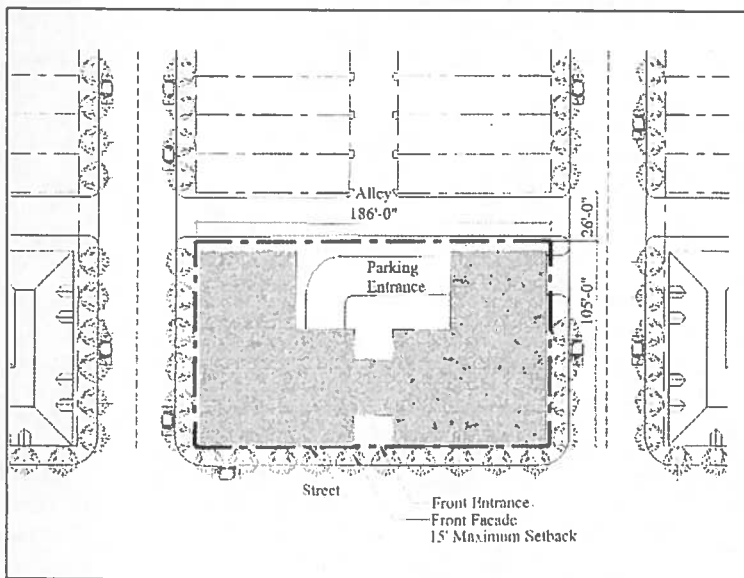 Alley
186'-0"
26'-0"
Parking
Entrance
105'-0"
Street
Front Entrance
Front Facade
15' Maximum Setback